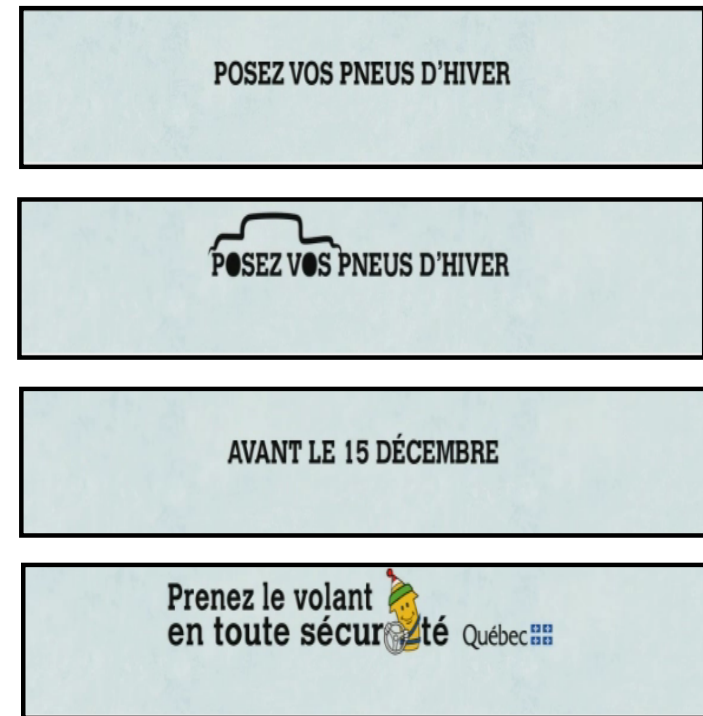 POSEZ VOS PNEUS D'HIVER
POSEZ VOS PNEUS D'HIVER
AVANT LE 15 DÉCEMBRE
Prenez le volant
en toute sécurité Québec